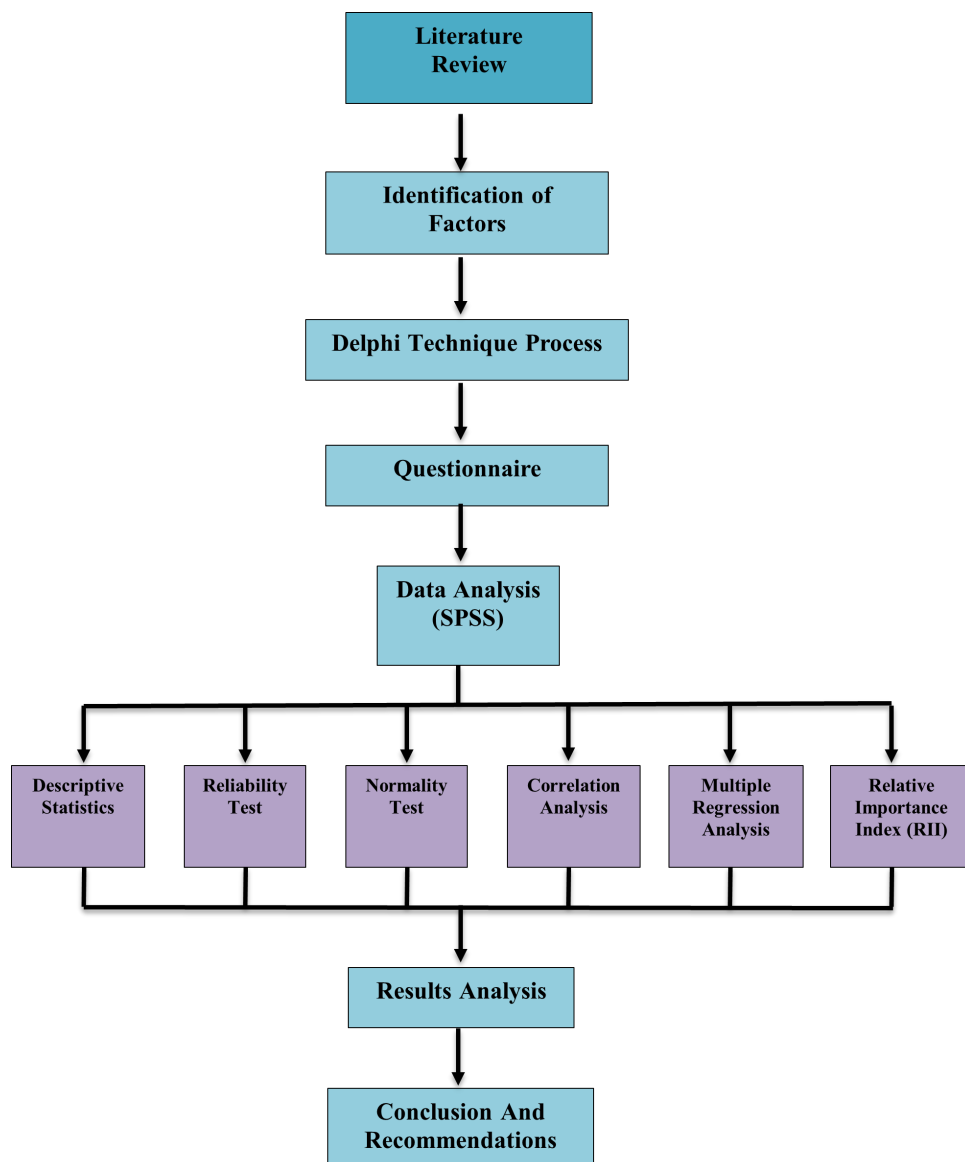 Literature
Review
Identification of
Factors
Delphi Technique Process
Questionnaire
Data Analysis
(SPSS)
Descriptive
Statistics
Reliability
Test
Normality
Test
Correlation
Analysis
Multiple
Regression
Analysis
Relative
Importance
Index (RII)
Results Analysis
Conclusion And
Recommendations